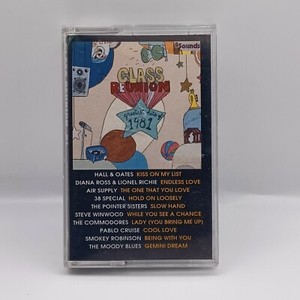 Sounds
CLASS
REUNION
greatest hits of
1981
HALL & OATES KISS ON MY LIST
DIANA ROSS & LIONEL RICHIE ENDLESS LOVE
AIR SUPPLY THE ONE THAT YOU LOVE
38 SPECIAL HOLD ON LOOSELY
THE POINTER SISTERS SLOW HAND
STEVE WINWOOD WHILE YOU SEE A CHANCE
THE COMMODORES LADY (YOU BRING ME UP)
PABLO CRUISE COOL LOVE
SMOKEY ROBINSON BEING WITH YOU
THE MOODY BLUES GEMINI DREAM